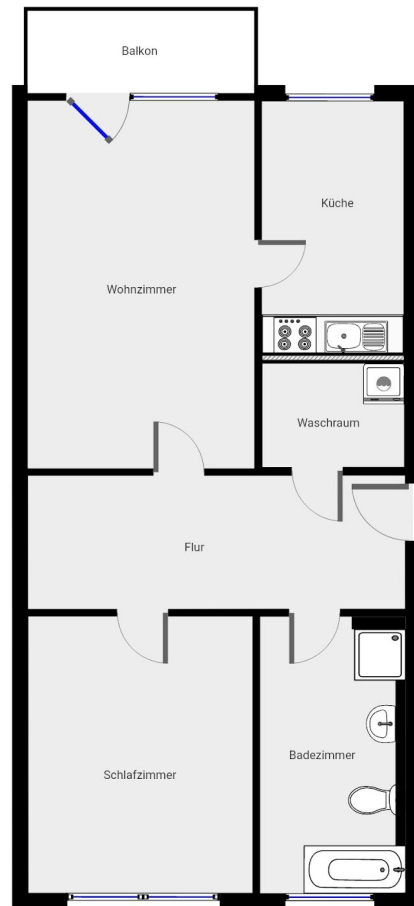 Balkon
Küche
Wohnzimmer
Waschraum
Flur
Badezimmer
Schlafzimmer